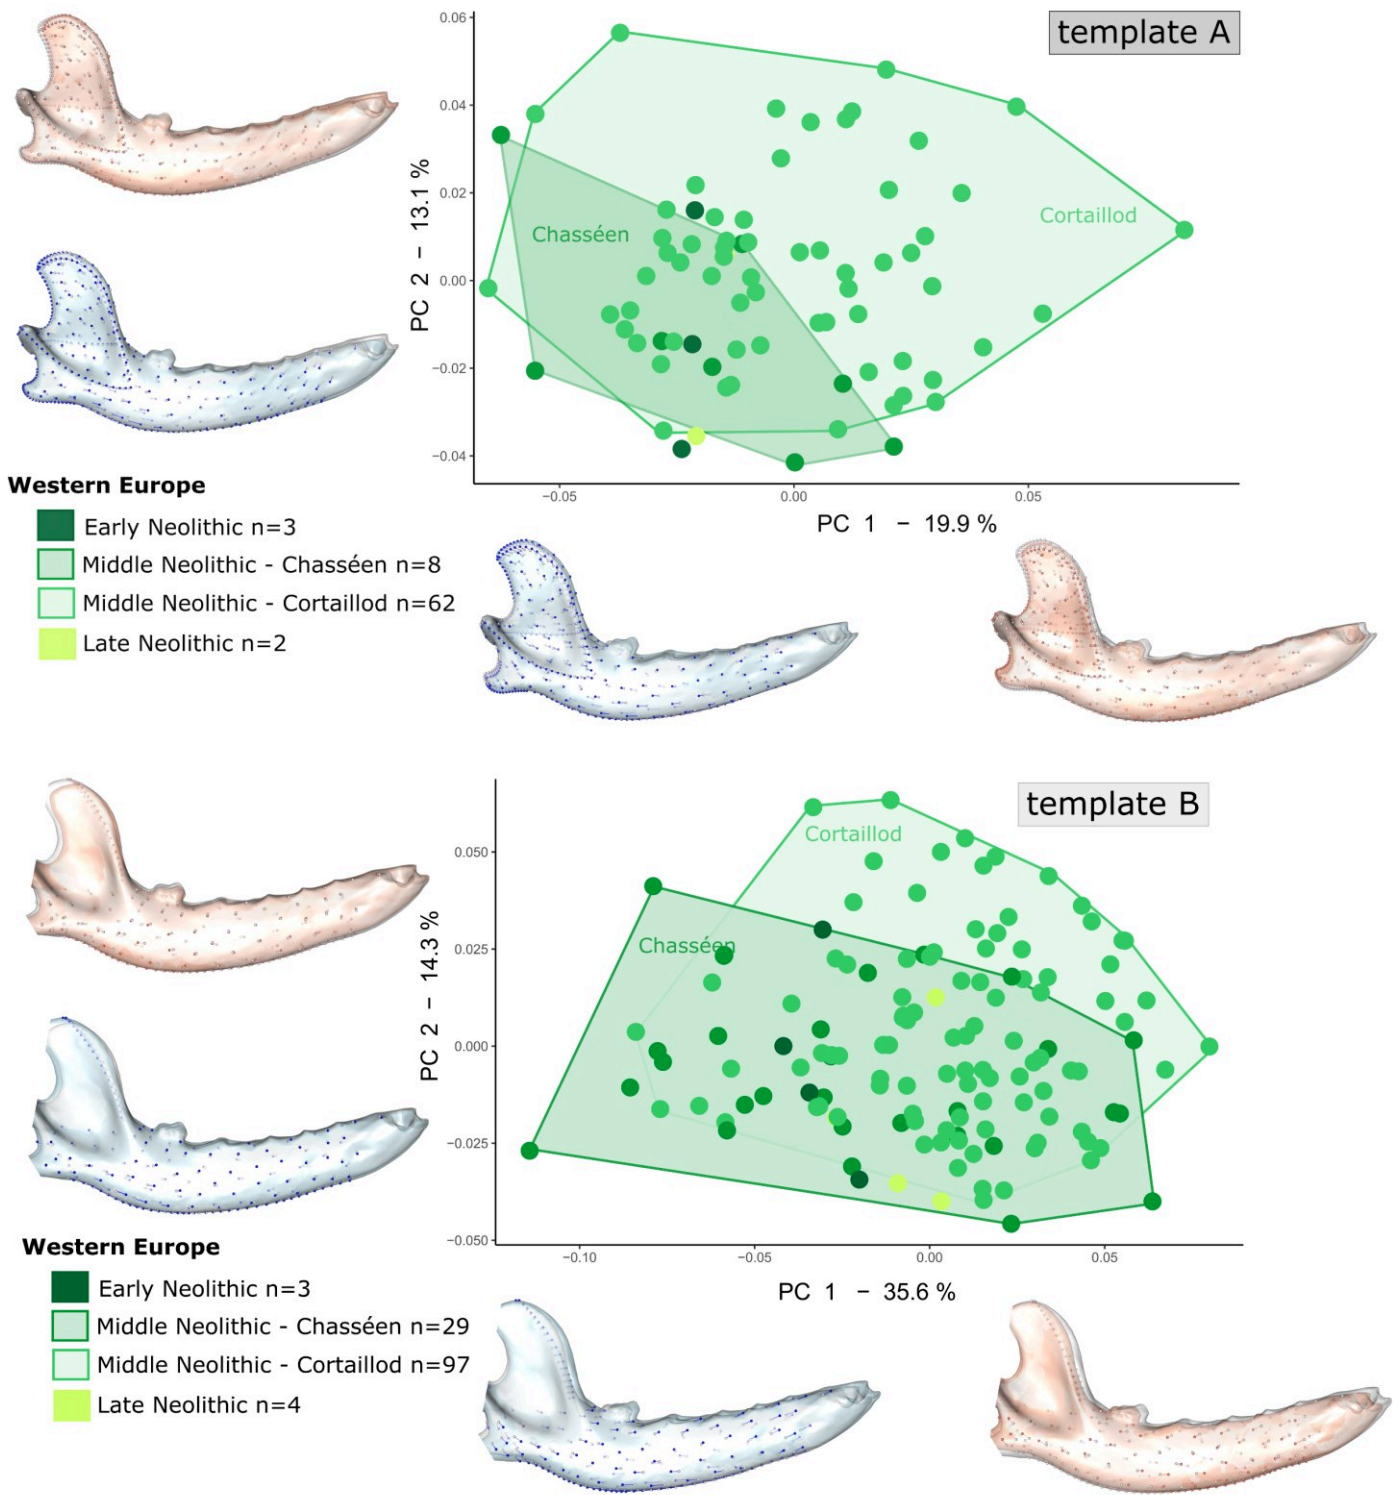 template A
0.06
0.04
0.02
0.00
−0.02
−0.04
PC 2 − 13.1 %
Chasséen
Cortaillod
−0.05
0.00
0.05
PC 1 − 19.9 %
Western Europe
Early Neolithic n=3
Middle Neolithic - Chasséen n=8
Middle Neolithic - Cortaillod n=62
Late Neolithic n=2
template B
0.050
0.025
0.000
−0.025
−0.050
PC 2 − 14.3 %
Cortaillod
Chasséen
−0.10
−0.05
0.00
0.05
PC 1 − 35.6 %
Western Europe
Early Neolithic n=3
Middle Neolithic - Chasséen n=29
Middle Neolithic - Cortaillod n=97
Late Neolithic n=4